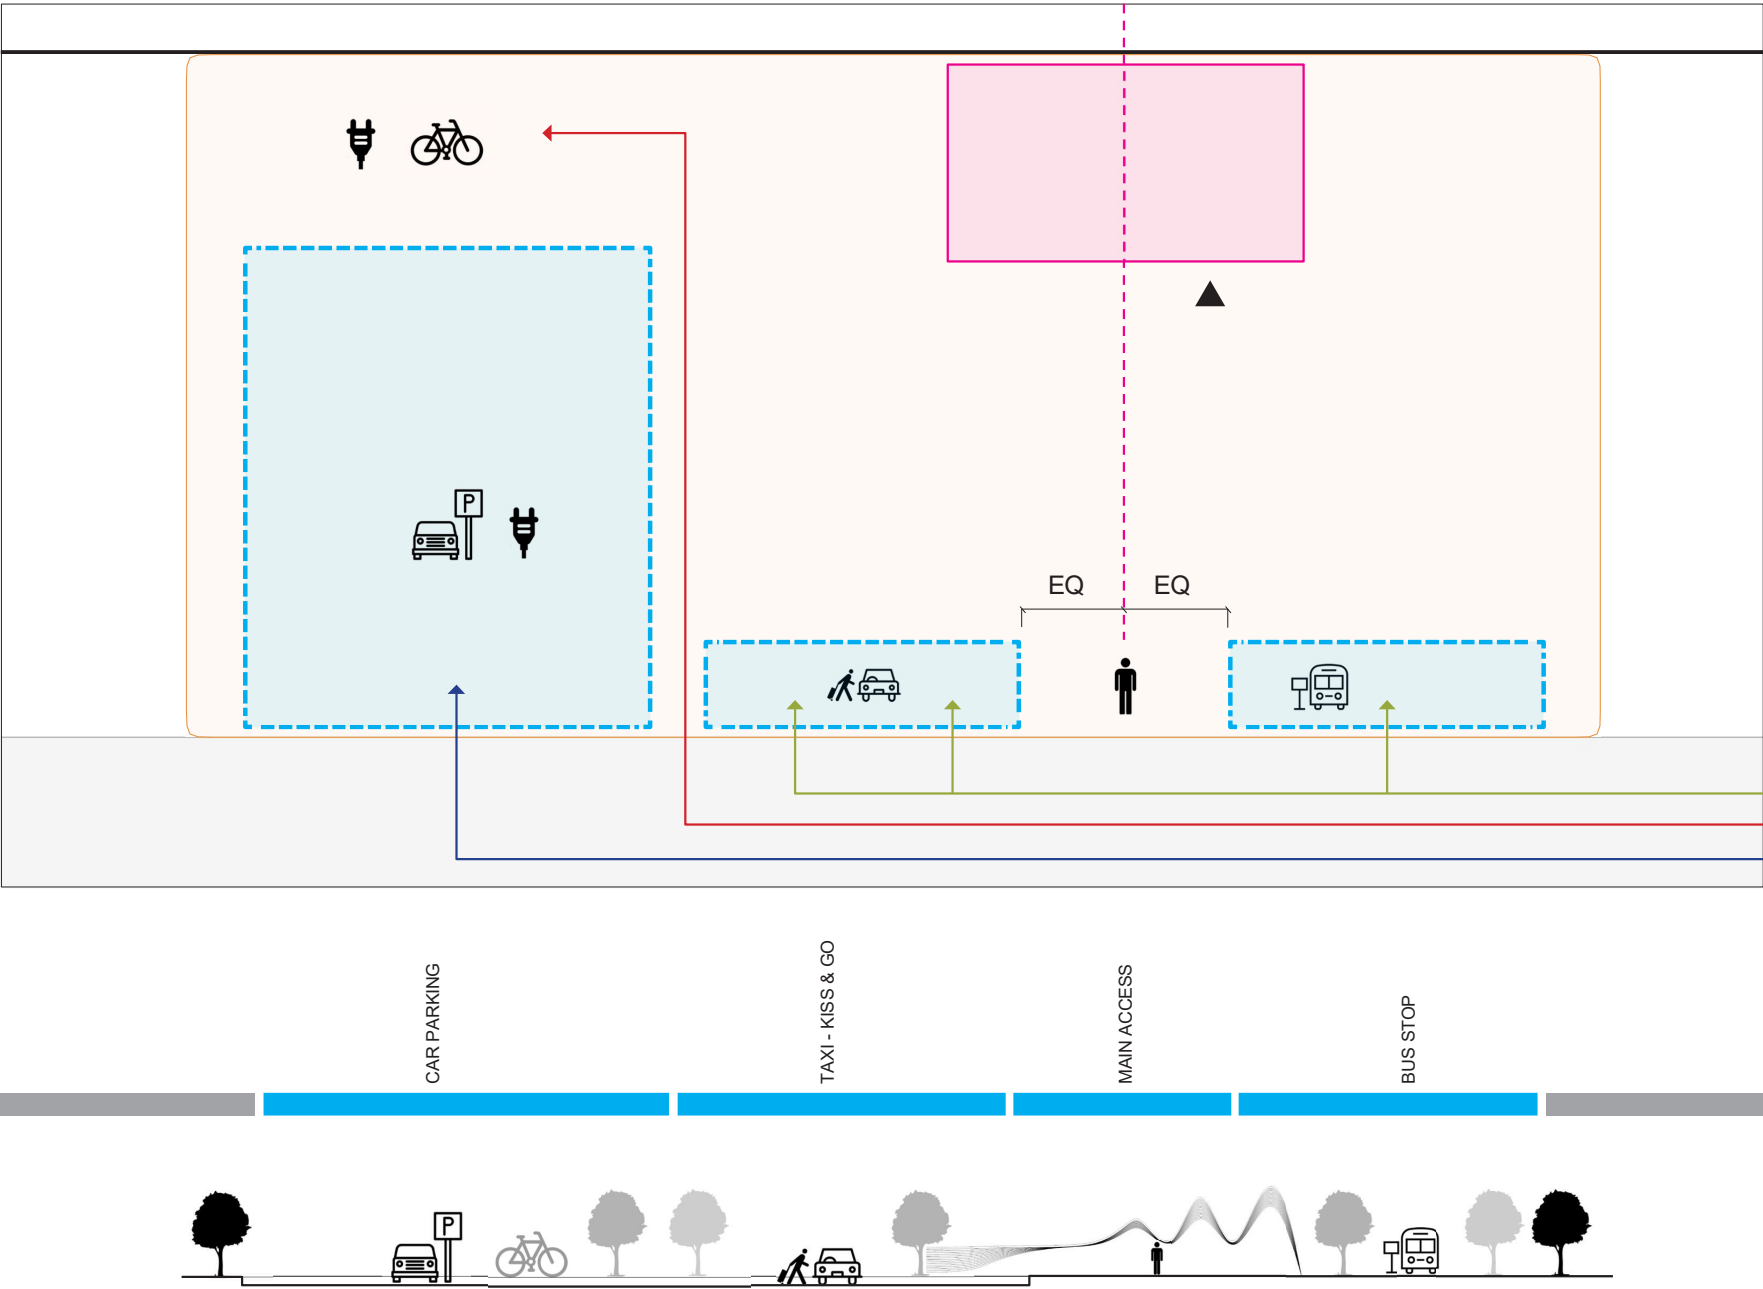 P
EQ
EQ
CAR PARKING
TAXI - KISS & GO
MAIN ACCESS
BUS STOP
P